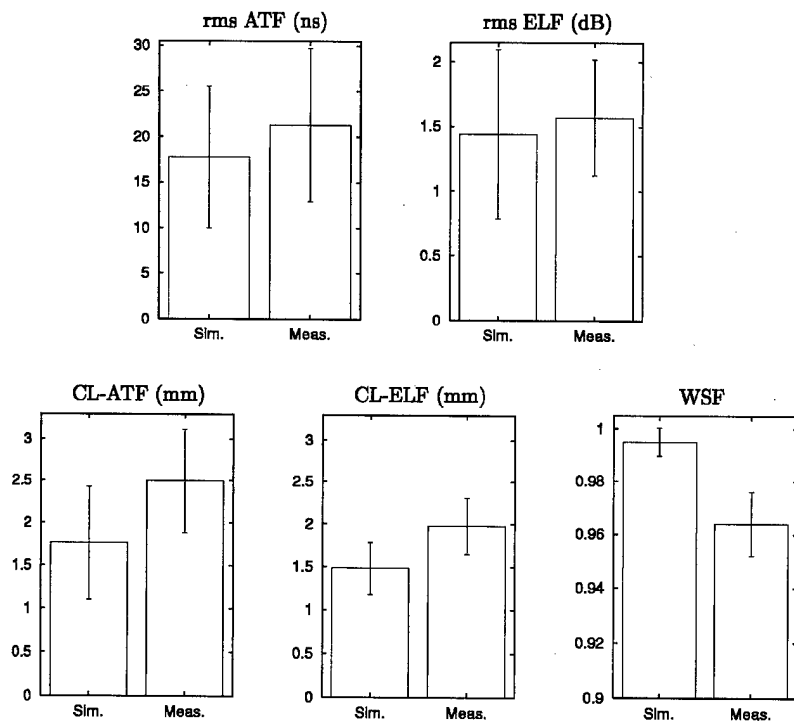 rms ATF (ns)
30
25
20
15
10
5
0
Sim.
Meas.
rms ELF (dB)
2
1.5
1
0.5
0
Sim.
Meas.
CL-ATF (mm)
3
2.5
2
1.5
1
0.5
0
Sim.
Meas.
CL-ELF (mm)
3
2.5
2
1.5
1
0.5
0
Sim.
Meas.
WSF
1
0.98
0.96
0.94
0.92
0.9
Sim.
Meas.